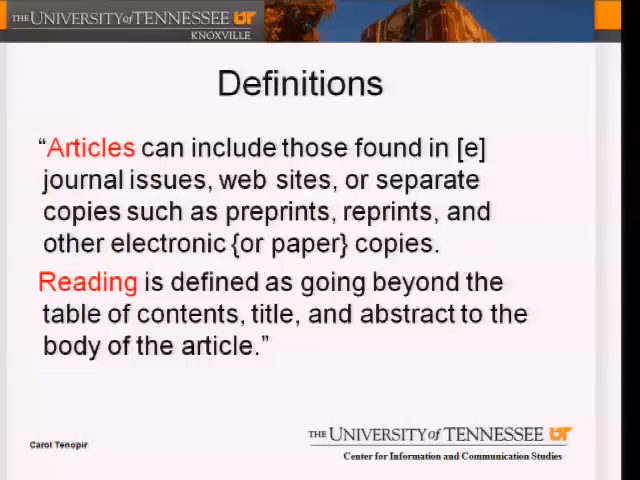 THE UNIVERSITY of TENNESSEE UT
KNOXVILLE
Definitions
“Articles can include those found in [e]
journal issues, web sites, or separate
copies such as preprints, reprints, and
other electronic {or paper} copies.
Reading is defined as going beyond the
table of contents, title, and abstract to the
body of the article.”
THE UNIVERSITY of TENNESSEE UT
Carol Tenopir
Center for Information and Communication Studies